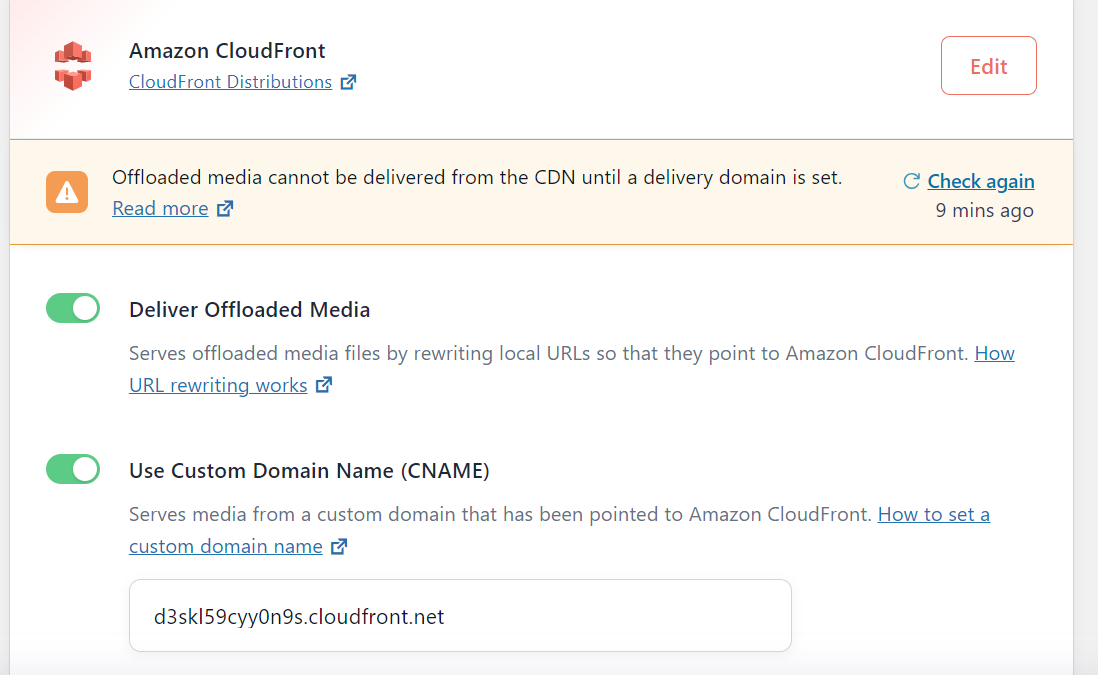 Amazon CloudFront
CloudFront Distributions
Edit
Offloaded media cannot be delivered from the CDN until a delivery domain is set.
Read more
Check again
9 mins ago
Deliver Offloaded Media
Serves offloaded media files by rewriting local URLs so that they point to Amazon CloudFront. How
URL rewriting works
Use Custom Domain Name (CNAME)
Serves media from a custom domain that has been pointed to Amazon CloudFront. How to set a
custom domain name
d3skl59cyy0n9s.cloudfront.net